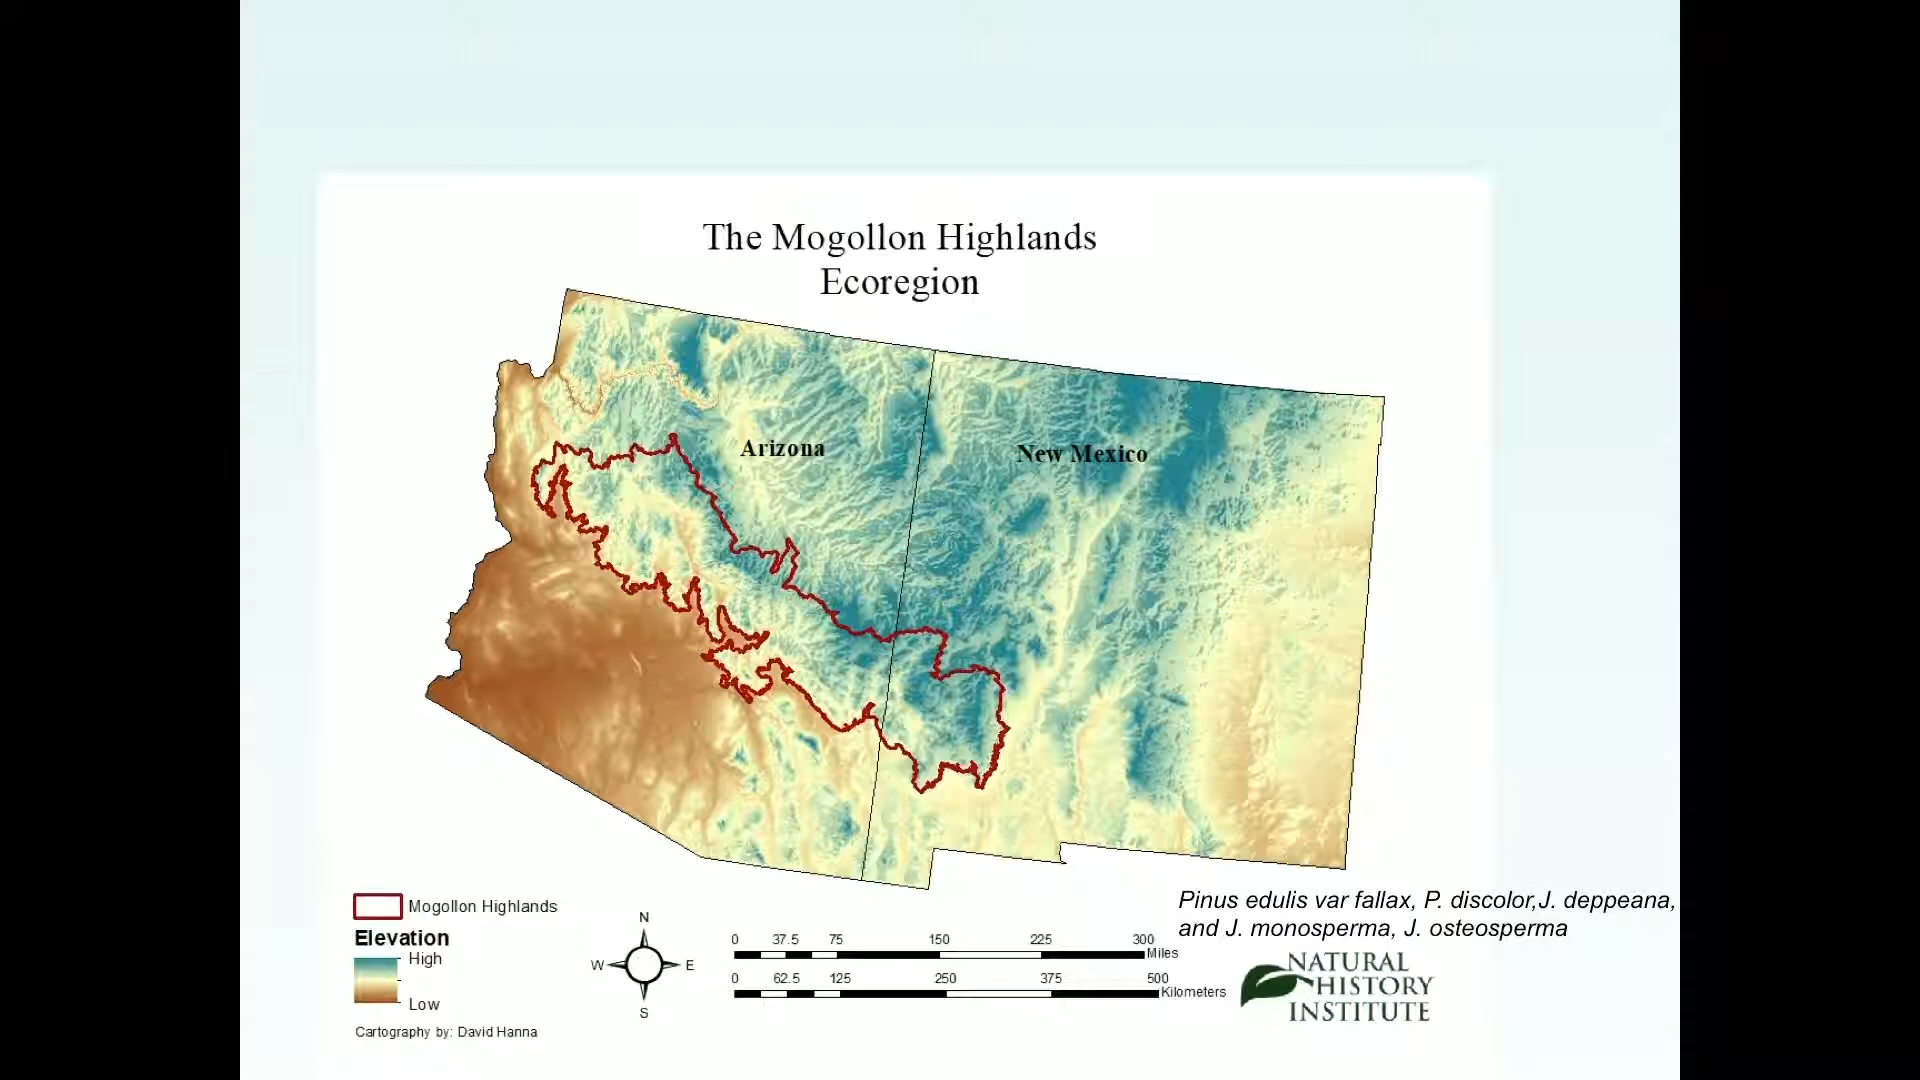 The Mogollon Highlands
Ecoregion
Arizona
New Mexico
Mogollon Highlands
Elevation
High
Low
Cartography by: David Hanna
N
W
E
S
0 37.5 75 150 225 300
Miles
0 62.5 125 250 375 500
Kilometers
Pinus edulis var fallax, P. discolor,J. deppeana,
and J. monosperma, J. osteosperma
NATURAL
HISTORY
INSTITUTE